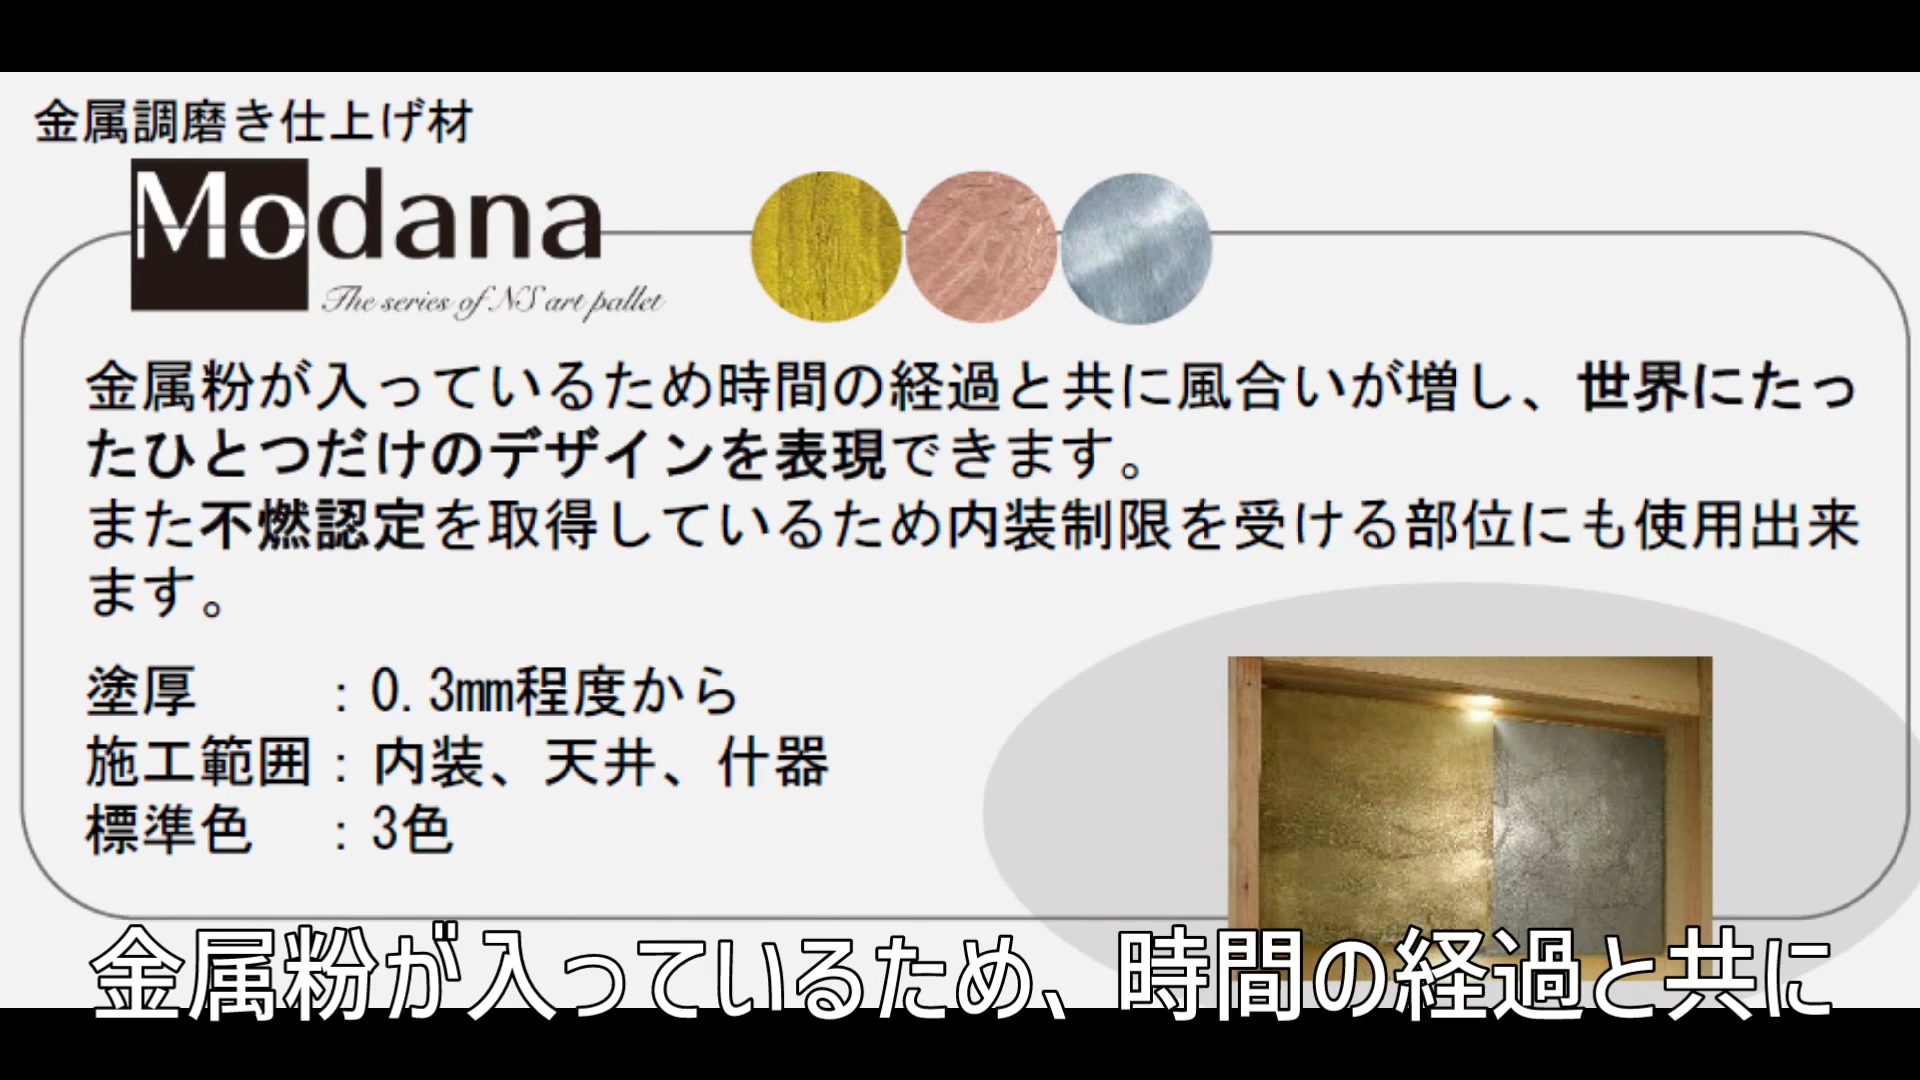 金属調磨き仕上げ材
Modana
The series of NS art pallet
金属粉が入っているため時間の経過と共に風合いが増し、世界にたっ
たひとつだけのデザインを表現できます。
また不燃認定を取得しているため内装制限を受ける部位にも使用出来
ます。
塗厚　　：0.3mm程度から
施工範囲：内装、天井、什器
標準色　：3色
金属粉が入っているため、時間の経過と共に